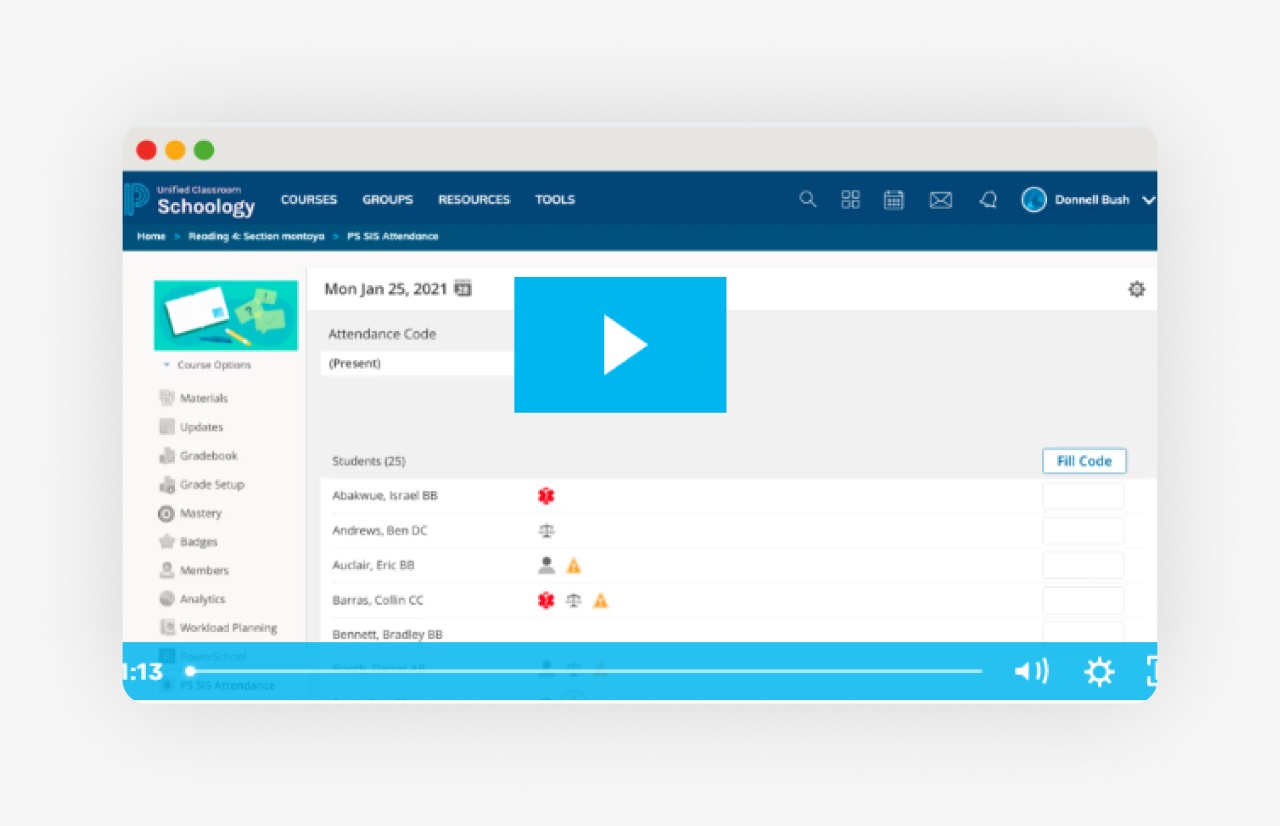 Unified Classroom
Schoology
COURSES GROUPS RESOURCES TOOLS
Donnell Bush
Home > Reading 4: Section montoya > PS SIS Attendance
Mon Jan 25, 2021
Attendance Code
(Present)
Course Options
Materials
Updates
Gradebook
Grade Setup
Mastery
Badges
Members
Analytics
Workload Planning
PowerSchool
PS SIS Attendance
Students (25)
Fill Code
Abakwue, Israel BB
Andrews, Ben DC
Auclair, Eric BB
Barras, Collin CC
Bennett, Bradley BB
Booth, Daniel AB
1:13